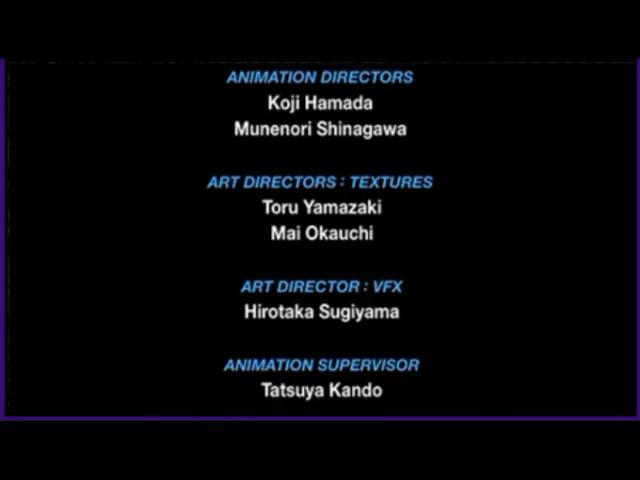 ANIMATION DIRECTORS
Koji Hamada
Munenori Shinagawa
ART DIRECTORS : TEXTURES
Toru Yamazaki
Mai Okauchi
ART DIRECTOR : VFX
Hirotaka Sugiyama
ANIMATION SUPERVISOR
Tatsuya Kando